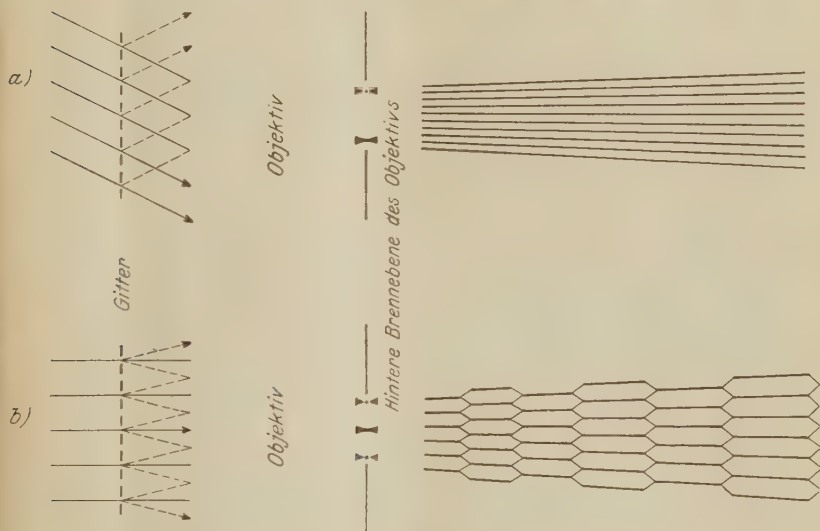 a)
Objektiv
Hintere Brennebene des Objektivs
Gitter
b)
Objektiv